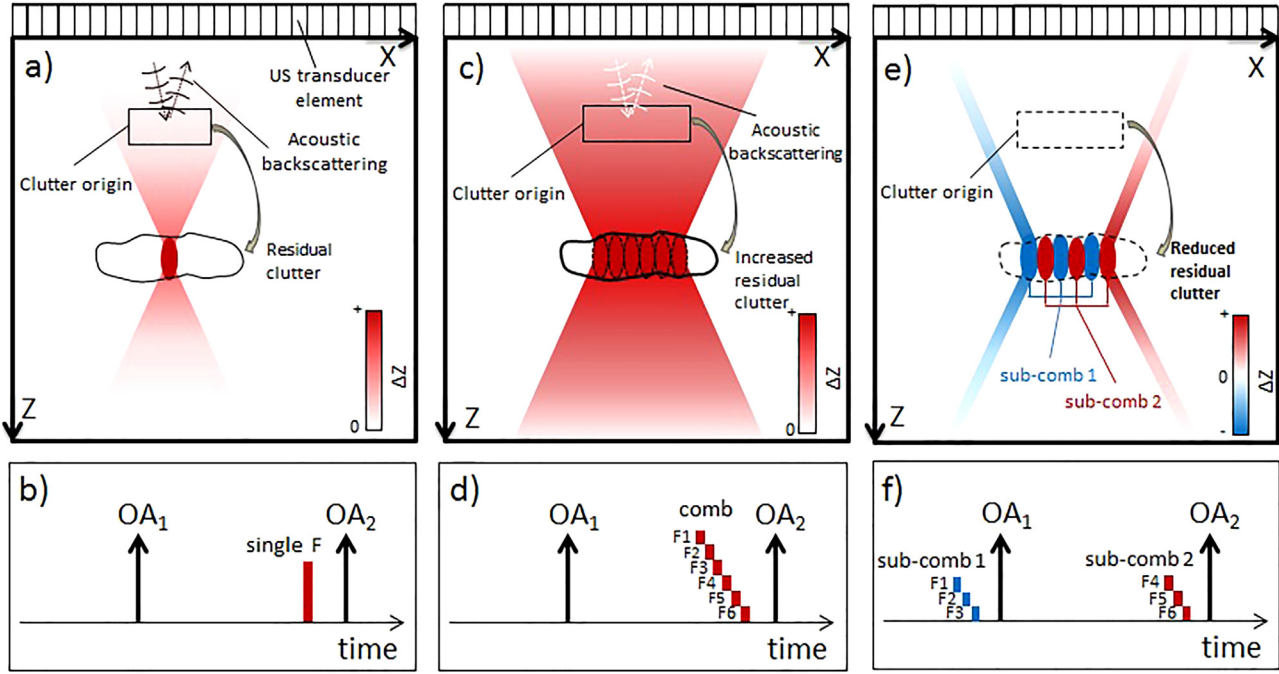 a)
X
US transducer
element
Acoustic
backscattering
Clutter origin
Residual
clutter
+
ΔZ
0
Z
c)
X
Acoustic
backscattering
Clutter origin
Increased
residual
clutter
+
ΔZ
0
Z
e)
X
Clutter origin
Reduced
residual
clutter
sub-comb 1
sub-comb 2
+
0
ΔZ
-
Z
b)
OA1
single F
OA2
time
d)
OA1
comb
F1
F2
F3
F4
F5
F6
OA2
time
f)
sub-comb 1
F1
F2
F3
OA1
sub-comb 2
F4
F5
F6
OA2
time